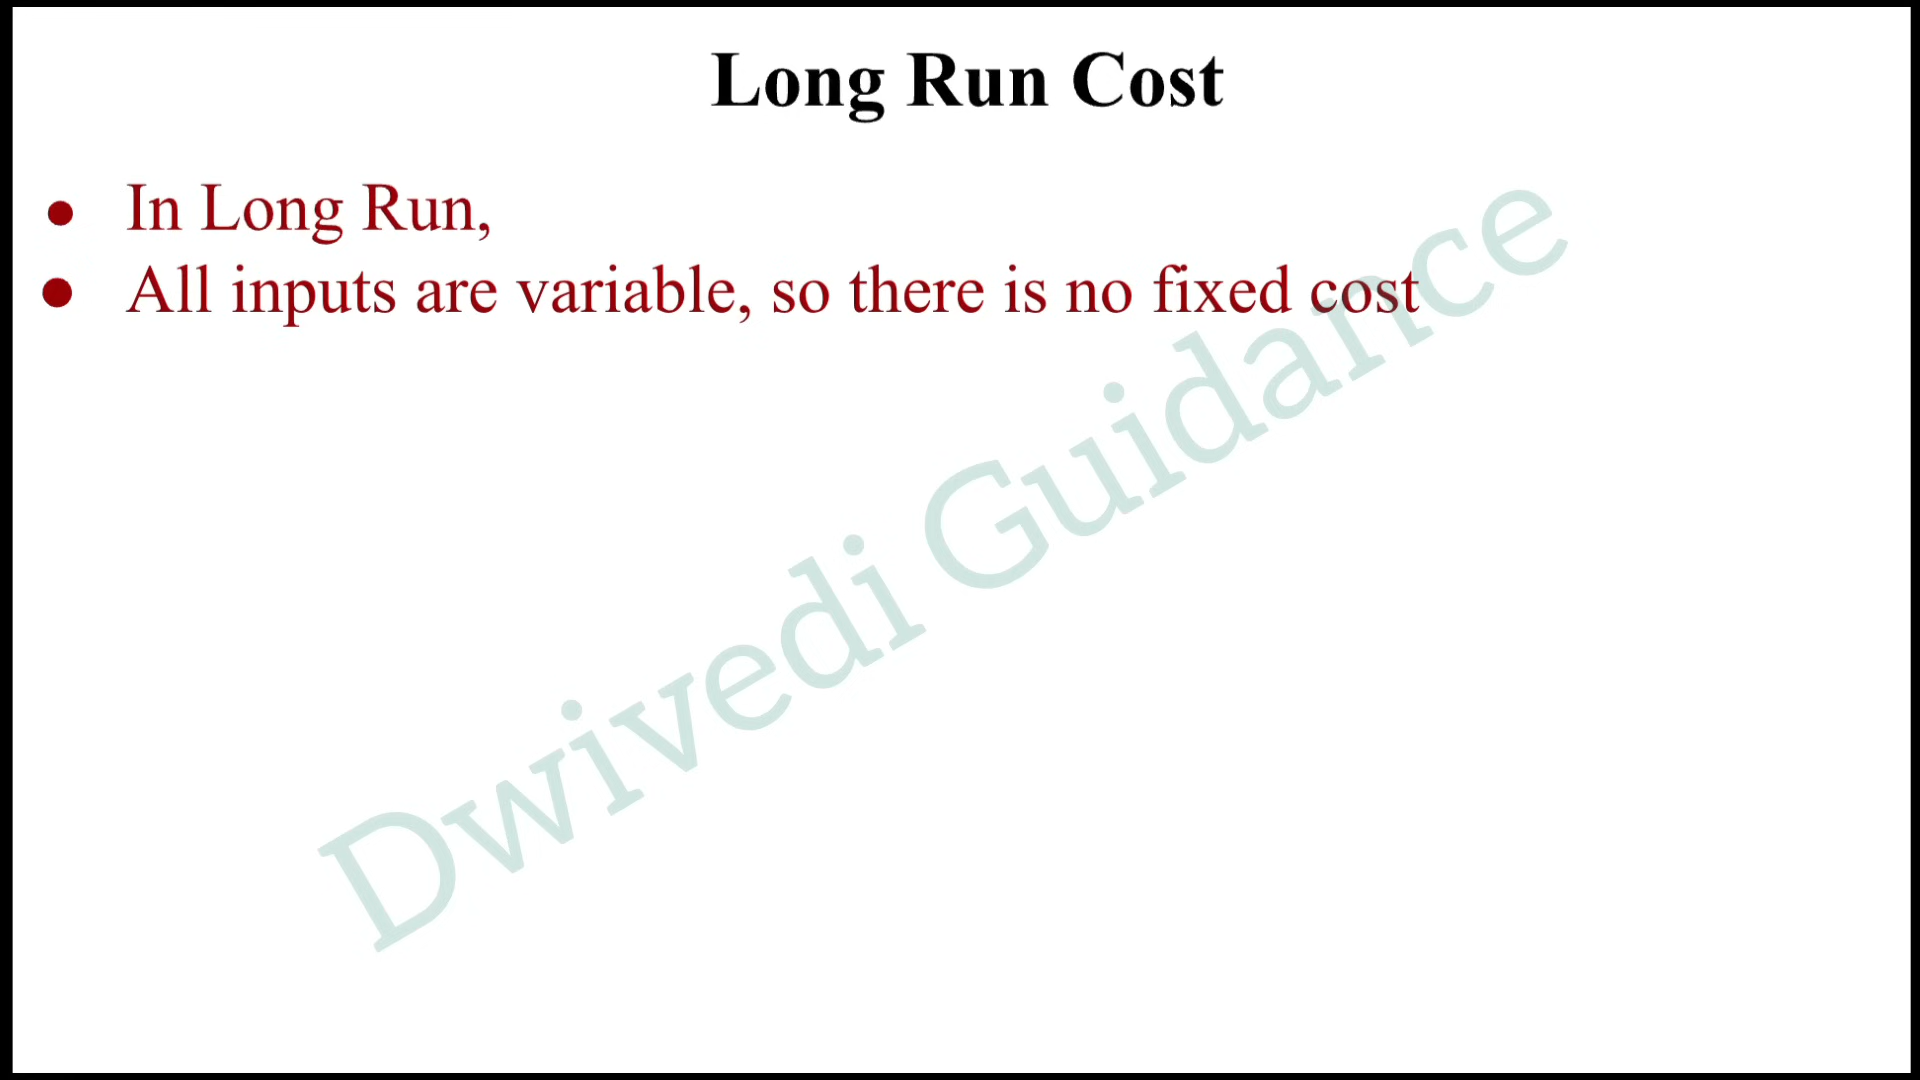 Long Run Cost
● In Long Run,
● All inputs are variable, so there is no fixed cost
Dwivedi Guidance